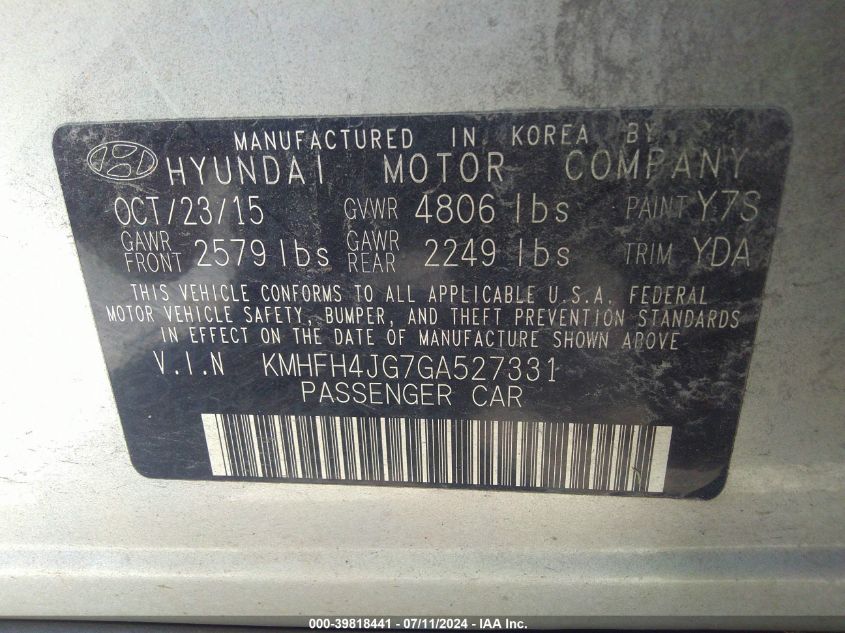 MANUFACTURED IN KOREA BY
HYUNDAI MOTOR COMPANY
OCT/23/15 GVWR 4806 lbs PAINT Y.7S
GAWR FRONT 2579 lbs GAWR REAR 2249 lbs TRIM YDA
THIS VEHICLE CONFORMS TO ALL APPLICABLE U.S.A. FEDERAL
MOTOR VEHICLE SAFETY, BUMPER, AND THEFT PREVENTION STANDARDS
IN EFFECT ON THE DATE OF MANUFACTURE SHOWN ABOVE
V.I.N KMHFH4JG7GA527331
PASSENGER CAR
000-39818441 - 07/11/2024 - IAA Inc.